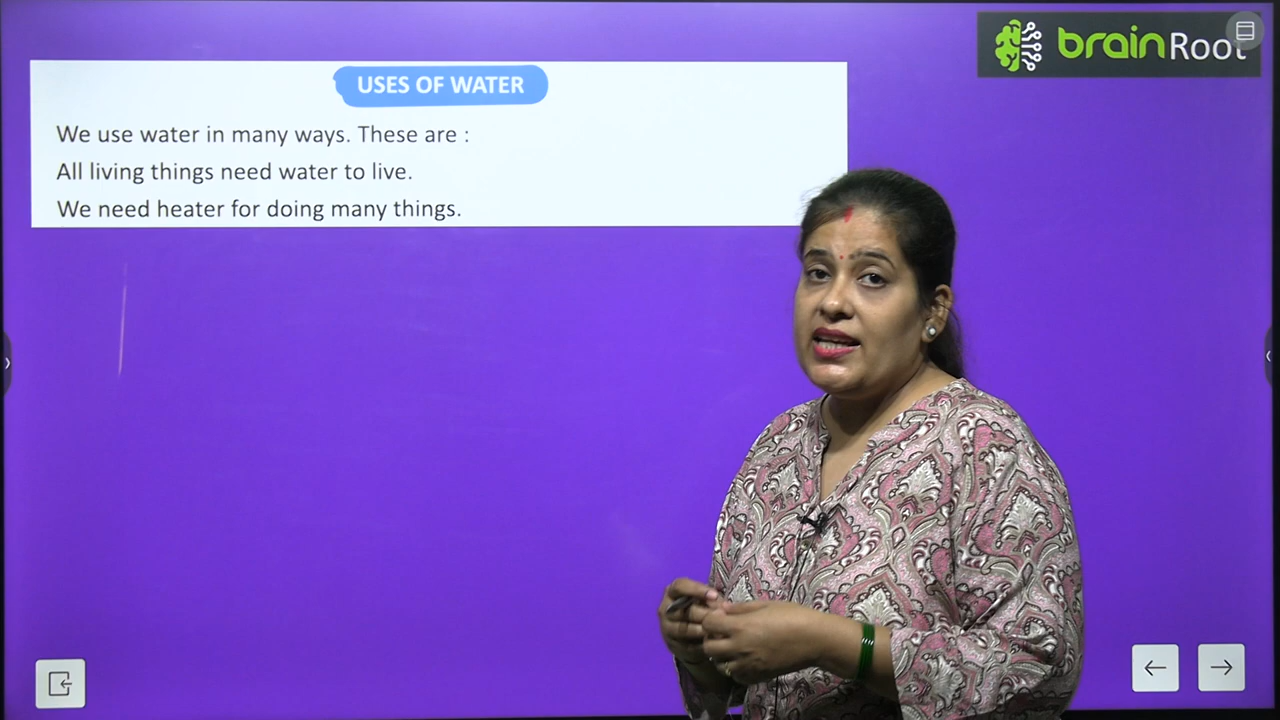 brainRoot
USES OF WATER
We use water in many ways. These are :
All living things need water to live.
We need heater for doing many things.